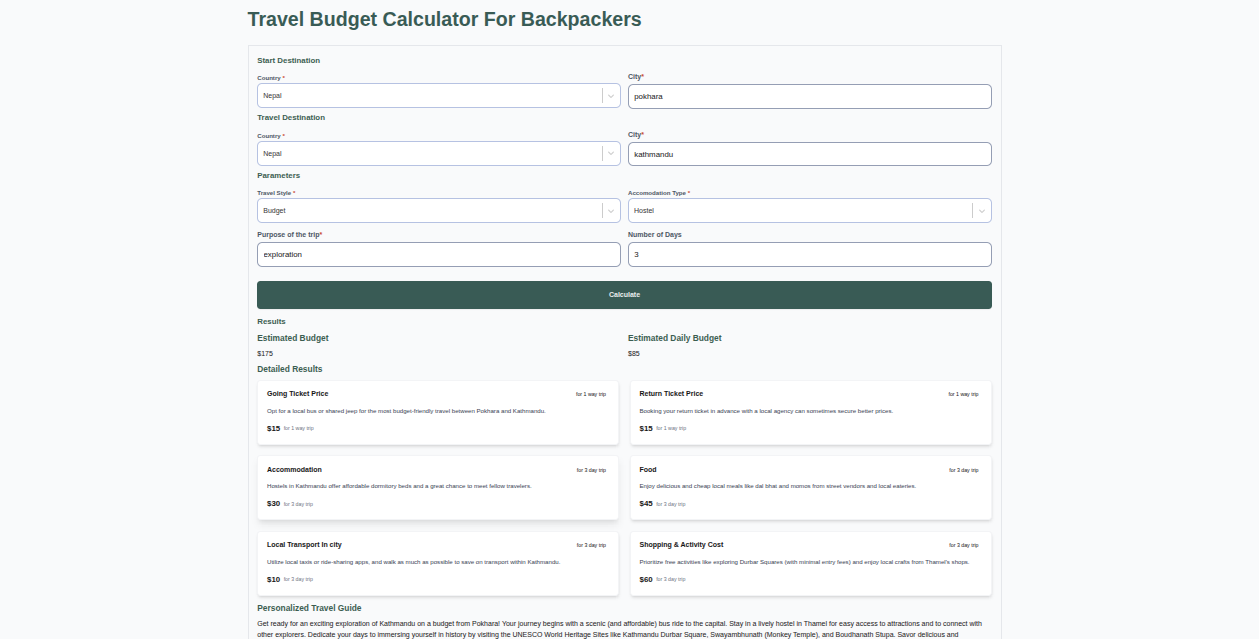 Travel Budget Calculator For Backpackers
Start Destination
Country *
City*
Nepal
pokhara
Travel Destination
Country *
City*
Nepal
kathmandu
Parameters
Travel Style *
Accomodation Type *
Budget
Hostel
Purpose of the trip*
Number of Days
exploration
3
Calculate
Results
Estimated Budget
Estimated Daily Budget
$175
$85
Detailed Results
Going Ticket Price for 1 way trip
Opt for a local bus or shared jeep for the most budget-friendly travel between Pokhara and Kathmandu.
$15 for 1 way trip
Return Ticket Price for 1 way trip
Booking your return ticket in advance with a local agency can sometimes secure better prices.
$15 for 1 way trip
Accommodation for 3 day trip
Hostels in Kathmandu offer affordable dormitory beds and a great chance to meet fellow travelers.
$30 for 3 day trip
Food for 3 day trip
Enjoy delicious and cheap local meals like dal bhat and momos from street vendors and local eateries.
$45 for 3 day trip
Local Transport In city for 3 day trip
Utilize local taxis or ride-sharing apps, and walk as much as possible to save on transport within Kathmandu.
$10 for 3 day trip
Shopping & Activity Cost for 3 day trip
Prioritize free activities like exploring Durbar Squares (with minimal entry fees) and enjoy local crafts from Thamel's shops.
$60 for 3 day trip
Personalized Travel Guide
Get ready for an exciting exploration of Kathmandu on a budget from Pokhara! Your journey begins with a scenic (and affordable) bus ride to the capital. Stay in a lively hostel in Thamel for easy access to attractions and to connect with
other explorers. Dedicate your days to immersing yourself in history by visiting the UNESCO World Heritage Sites like Kathmandu Durbar Square, Swayambhunath (Monkey Temple), and Boudhanath Stupa. Savor delicious and